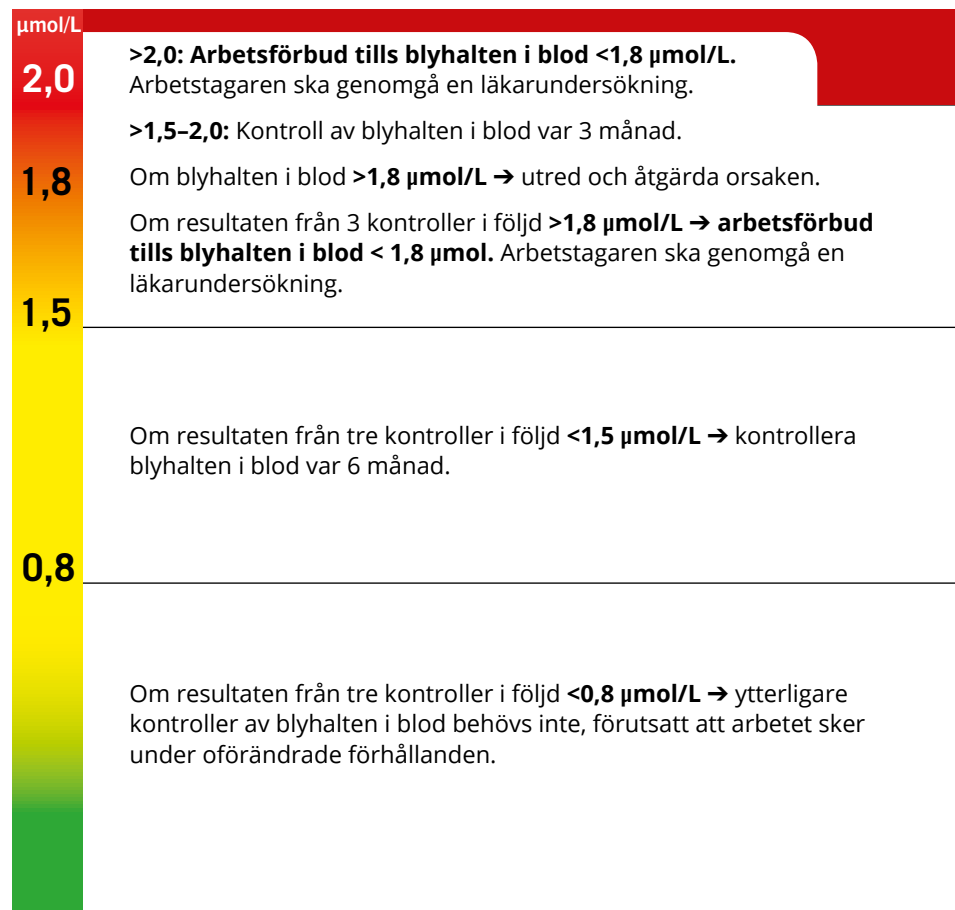 µmol/L
2,0
>2,0: Arbetsförbud tills blyhalten i blod <1,8 µmol/L.
Arbetstagaren ska genomgå en läkarundersökning.
>1,5–2,0: Kontroll av blyhalten i blod var 3 månad.
1,8
Om blyhalten i blod >1,8 µmol/L ➔ utred och åtgärda orsaken.
Om resultaten från 3 kontroller i följd >1,8 µmol/L ➔ arbetsförbud
tills blyhalten i blod < 1,8 µmol. Arbetstagaren ska genomgå en
läkarundersökning.
1,5
Om resultaten från tre kontroller i följd <1,5 µmol/L ➔ kontrollera
blyhalten i blod var 6 månad.
0,8
Om resultaten från tre kontroller i följd <0,8 µmol/L ➔ ytterligare
kontroller av blyhalten i blod behövs inte, förutsatt att arbetet sker
under oförändrade förhållanden.